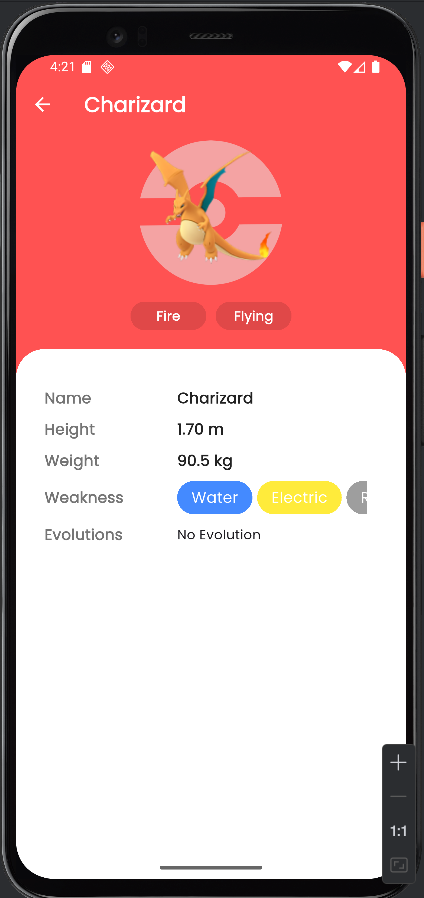 4:21
Charizard
Fire Flying
Name Charizard
Height 1.70 m
Weight 90.5 kg
Weakness Water Electric
Evolutions No Evolution
1:1